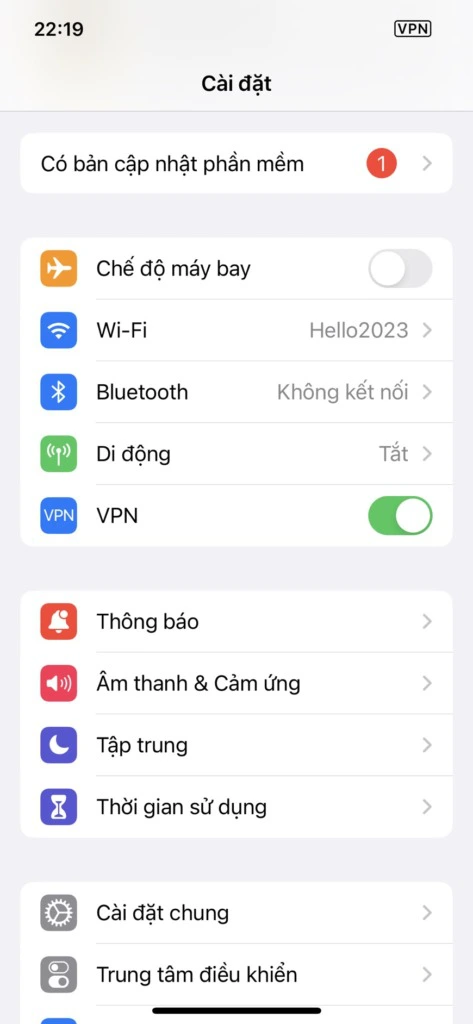 22:19
VPN
Cài đặt
Có bản cập nhật phần mềm 1
Chế độ máy bay
Wi-Fi Hello2023
Bluetooth Không kết nối
Di động Tắt
VPN VPN
Thông báo
Âm thanh & Cảm ứng
Tập trung
Thời gian sử dụng
Cài đặt chung
Trung tâm điều khiển